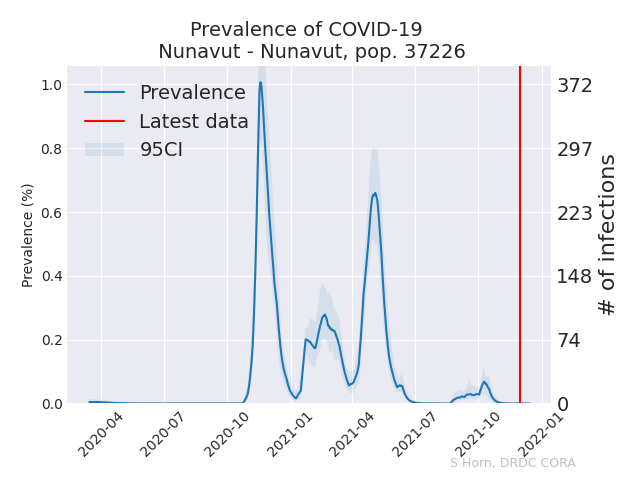 Prevalence of COVID-19
Nunavut - Nunavut, pop. 37226
Prevalence
Latest data
95CI
Prevalence (%)
1.0
0.8
0.6
0.4
0.2
0.0
372
297
223
148
74
0
# of infections
2020-04
2020-07
2020-10
2021-01
2021-04
2021-07
2021-10
2022-01
S Horn, DRDC CORA